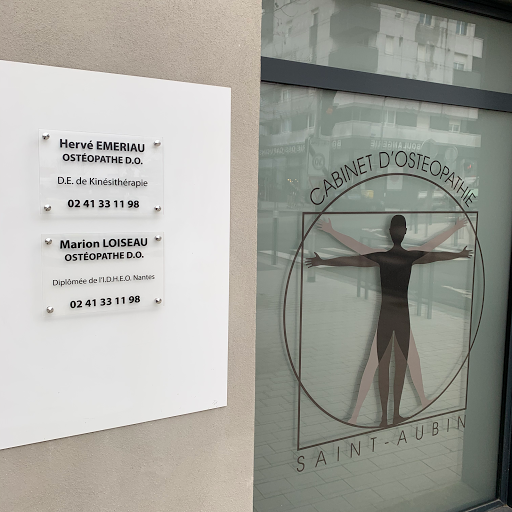 Hervé EMERIAU
OSTÉOPATHE D.O.
D.E. de Kinésithérapie
02 41 33 11 98
Marion LOISEAU
OSTÉOPATHE D.O.
Diplômée de l'I.D.H.E.O. Nantes
02 41 33 11 98
CABINET D'OSTEOPATHIE
SAINT-AUBIN